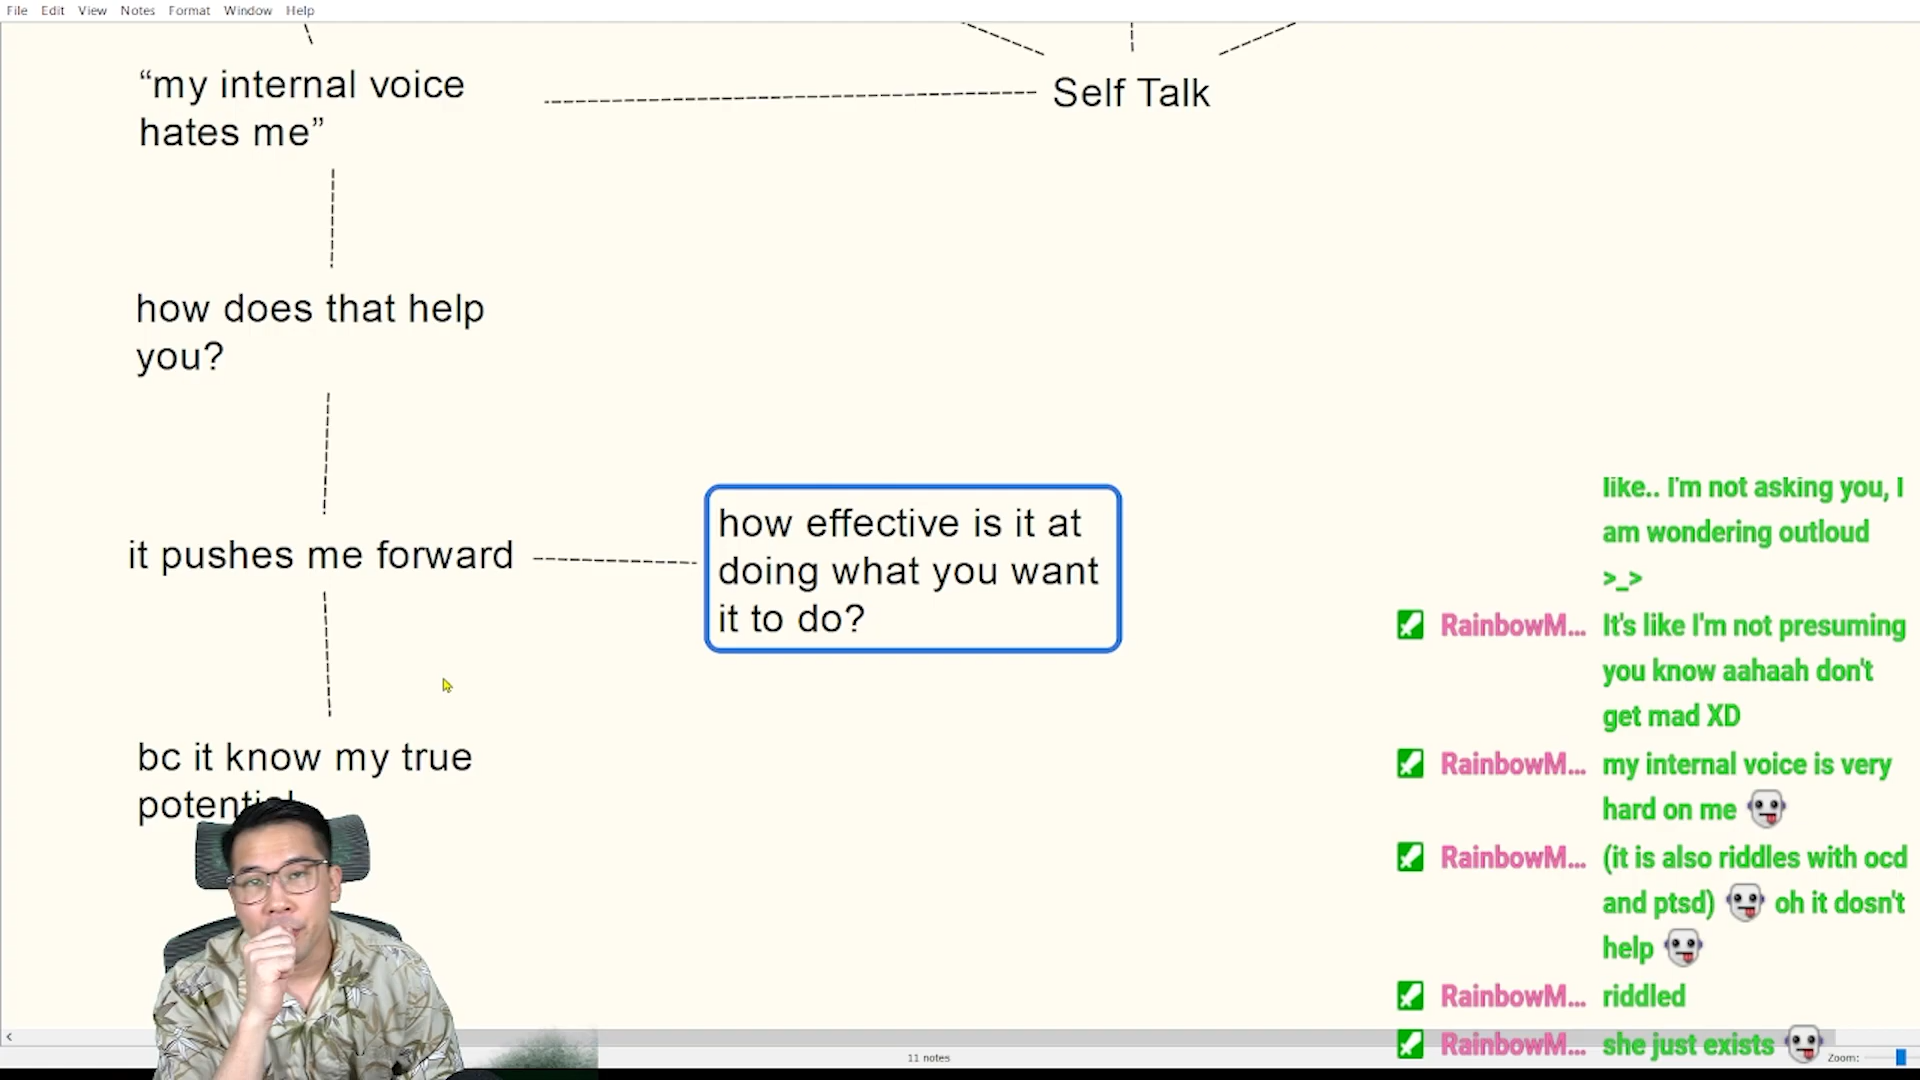 File Edit View Notes Format Window Help
“my internal voice
hates me”
Self Talk
how does that help
you?
it pushes me forward
how effective is it at
doing what you want
it to do?
bc it know my true
potential
like.. I'm not asking you, I
am wondering outloud
>_>
RainbowM... It's like I'm not presuming
you know aahaah don't
get mad XD
RainbowM... my internal voice is very
hard on me
RainbowM... (it is also riddles with ocd
and ptsd) oh it dosn't
help
RainbowM... riddled
RainbowM... she just exists
11 notes
Zoom: